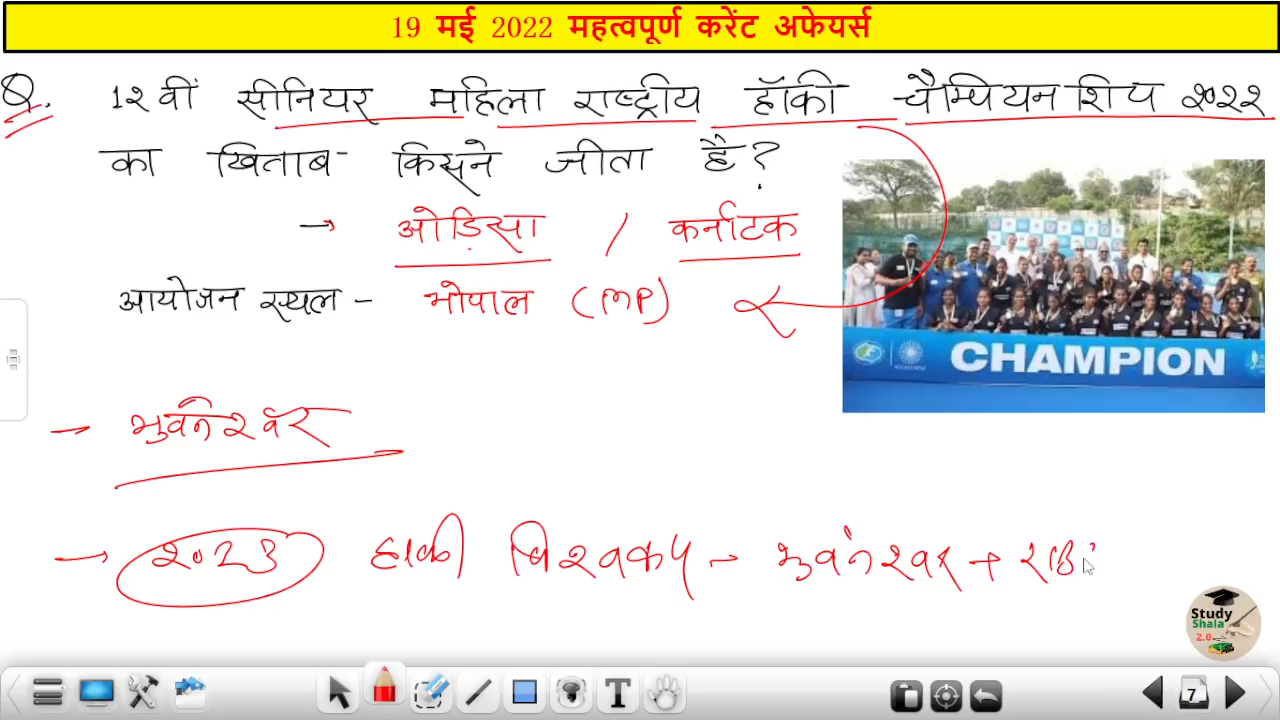 19 मई 2022 महत्वपूर्ण करेंट अफेयर्स
Q. 12वीं सीनियर महिला राष्ट्रीय हॉकी चैम्पियनशिप २०२२
का खिताब किसने जीता है?
→ ओड़िसा / कर्नाटक
आयोजन स्थल - भोपाल (MP)
CHAMPION
→ भुवनेश्वर
→ 2023 हाकी विश्वकप - भुवनेश्वर +
Study
Shala
2.0
7